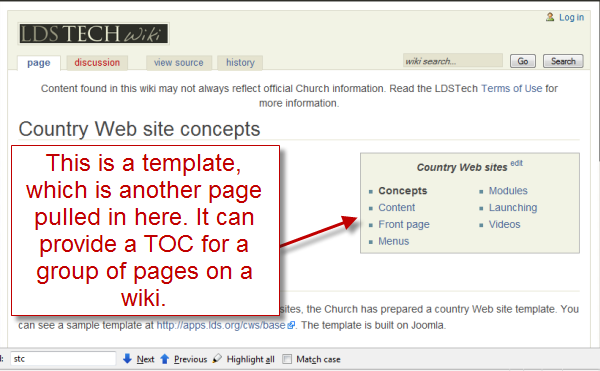 Log in
LDSTECH wiki
page discussion view source history
wiki search... Go Search
Content found in this wiki may not always reflect official Church information. Read the LDSTech Terms of Use for
more information.
Country Web site concepts
This is a template,
which is another page
pulled in here. It can
provide a TOC for a
group of pages on a
wiki.
Country Web sites edit
Concepts
Content
Front page
Menus
Modules
Launching
Videos
sites, the Church has prepared a country Web site template. You
can see a sample template at http://apps.lds.org/cws/base. The template is built on Joomla.
stc Next Previous Highlight all Match case